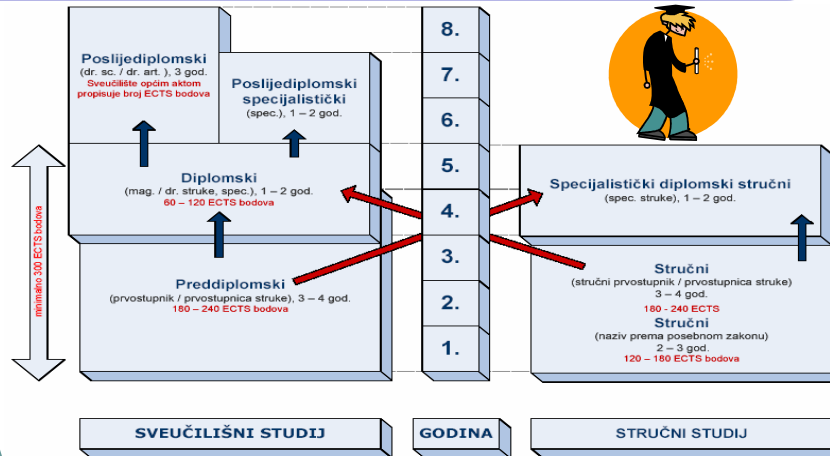 Poslijediplomski
(dr. sc. / dr. art. ), 3 god.
Sveučilište općim aktom
propisuje broj ECTS bodova
Poslijediplomski
specijalistički
(spec.), 1 – 2 god.
Diplomski
(mag. / dr. struke, spec.), 1 – 2 god.
60 – 120 ECTS bodova
Preddiplomski
(prvostupnik / prvostupnica struke), 3 – 4 god.
180 – 240 ECTS bodova
minimalno 300 ECTS bodova
8.
7.
6.
5.
4.
3.
2.
1.
Specijalistički diplomski stručni
(spec. struke), 1 – 2 god.
Stručni
(stručni prvostupnik / prvostupnica struke)
3 – 4 god.
180 - 240 ECTS
Stručni
(naziv prema posebnom zakonu)
2 – 3 god.
120 – 180 ECTS bodova
SVEUČILIŠNI STUDIJ
GODINA
STRUČNI STUDIJ